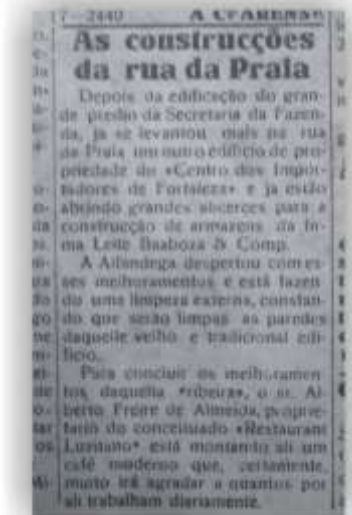 7-2440 A CEARENSE
As construcções
da rua da Praia
Depois da edificação do gran-
de predio da Secretaria da Fazen-
da, ja se levantou mais na rua
da Praia um outro edificio de pro-
priedade do «Centro dos Impor-
tadores de Fortaleza» e ja estão
abrindo grandes alicerces para a
construcção de armazens da fir-
ma Leite Baaboza & Comp.
A Alfandega despertou com es-
ses melhoramentos e está fazen
do uma limpeza externa, constan-
do que serão limpas as paredes
daquelle velho e tradicional edi-
ficio.
Para concluir os melhoramen
tos daquella «ribeira», o sr. Al-
berto Freire de Almeida, proprie-
tario do conceituado «Restaurant
Lusitano» está montando ali um
café moderno que, certamente,
muito irá agradar a quantos por
ali trabalham diariamente.